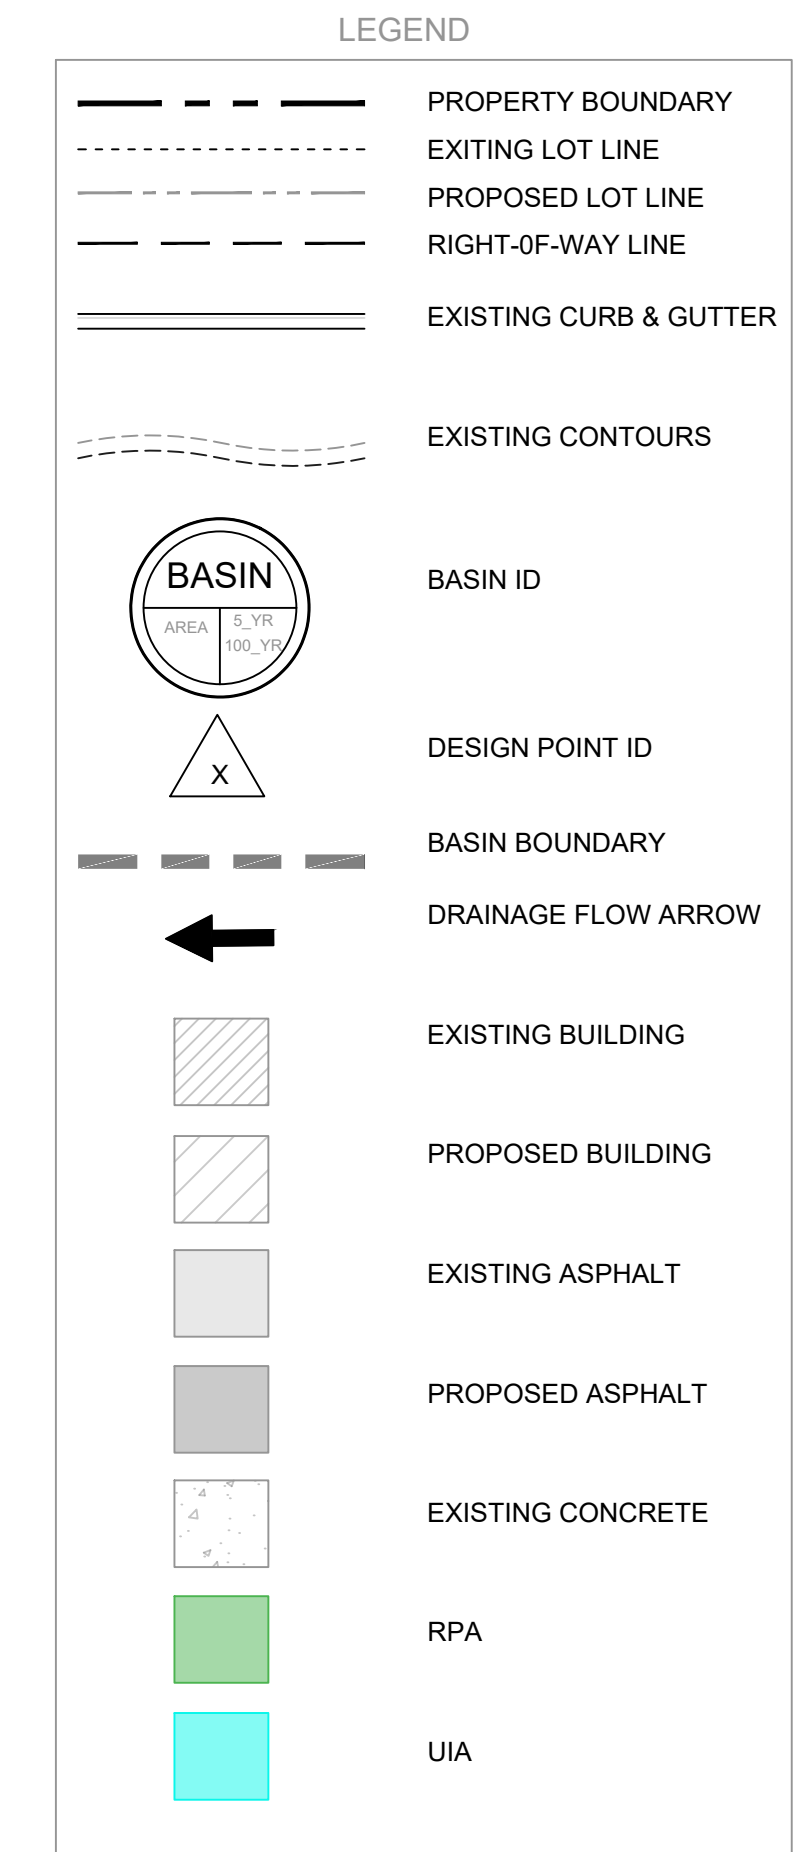 LEGEND
PROPERTY BOUNDARY
EXITING LOT LINE
PROPOSED LOT LINE
RIGHT-0F-WAY LINE
EXISTING CURB & GUTTER
EXISTING CONTOURS
BASIN
AREA
5_YR
100_YR
BASIN ID
X
DESIGN POINT ID
BASIN BOUNDARY
DRAINAGE FLOW ARROW
EXISTING BUILDING
PROPOSED BUILDING
EXISTING ASPHALT
PROPOSED ASPHALT
EXISTING CONCRETE
RPA
UIA